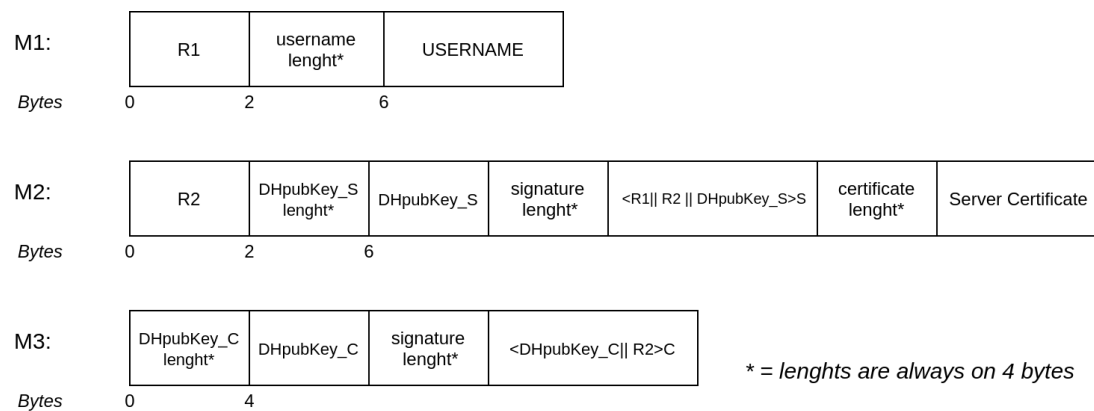 M1:
R1
username
lenght*
USERNAME
Bytes
0
2
6
M2:
R2
DHpubKey_S
lenght*
DHpubKey_S
signature
lenght*
<R1|| R2 || DHpubKey_S>S
certificate
lenght*
Server Certificate
Bytes
0
2
6
M3:
DHpubKey_C
lenght*
DHpubKey_C
signature
lenght*
<DHpubKey_C|| R2>C
* = lenghts are always on 4 bytes
Bytes
0
4